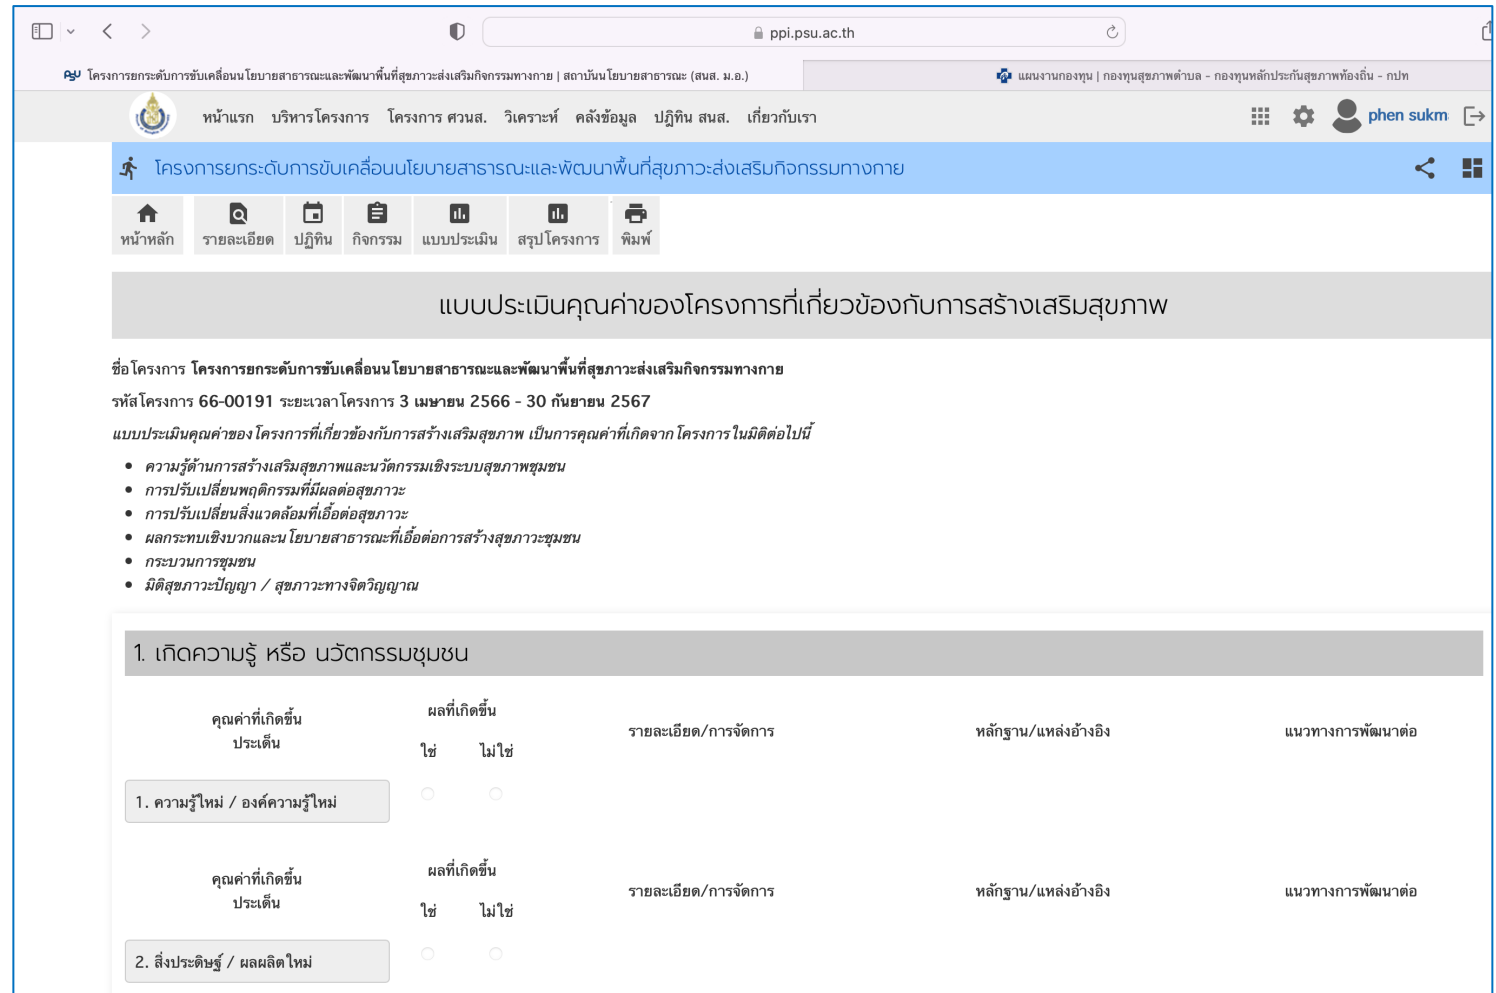 ppi.psu.ac.th
PSU โครงการยกระดับการขับเคลื่อนนโยบายสาธารณะและพัฒนาพื้นที่สุขภาวะส่งเสริมกิจกรรมทางกาย | สถาบันนโยบายสาธารณะ (สนส. ม.อ.)
แผนงานกองทุน | กองทุนสุขภาพตำบล - กองทุนหลักประกันสุขภาพท้องถิ่น - กปท
หน้าแรก บริหารโครงการ โครงการ ศวนส. วิเคราะห์ คลังข้อมูล ปฎิทิน สนส. เกี่ยวกับเรา
phen sukm
โครงการยกระดับการขับเคลื่อนนโยบายสาธารณะและพัฒนาพื้นที่สุขภาวะส่งเสริมกิจกรรมทางกาย
หน้าหลัก รายละเอียด ปฏิทิน กิจกรรม แบบประเมิน สรุปโครงการ พิมพ์
แบบประเมินคุณค่าของโครงการที่เกี่ยวข้องกับการสร้างเสริมสุขภาพ
ชื่อโครงการ โครงการยกระดับการขับเคลื่อนนโยบายสาธารณะและพัฒนาพื้นที่สุขภาวะส่งเสริมกิจกรรมทางกาย
รหัสโครงการ 66-00191 ระยะเวลาโครงการ 3 เมษายน 2566 - 30 กันยายน 2567
แบบประเมินคุณค่าของโครงการที่เกี่ยวข้องกับการสร้างเสริมสุขภาพ เป็นการคุณค่าที่เกิดจากโครงการในมิติต่อไปนี้
• ความรู้ด้านการสร้างเสริมสุขภาพและนวัตกรรมเชิงระบบสุขภาพชุมชน
• การปรับเปลี่ยนพฤติกรรมที่มีผลต่อสุขภาวะ
• การปรับเปลี่ยนสิ่งแวดล้อมที่เอื้อต่อสุขภาวะ
• ผลกระทบเชิงบวกและนโยบายสาธารณะที่เอื้อต่อการสร้างสุขภาวะชุมชน
• กระบวนการชุมชน
• มิติสุขภาวะปัญญา / สุขภาวะทางจิตวิญญาณ
1. เกิดความรู้ หรือ นวัตกรรมชุมชน
คุณค่าที่เกิดขึ้น
ประเด็น
ผลที่เกิดขึ้น
ใช่ ไม่ใช่
รายละเอียด/การจัดการ
หลักฐาน/แหล่งอ้างอิง
แนวทางการพัฒนาต่อ
1. ความรู้ใหม่ / องค์ความรู้ใหม่
คุณค่าที่เกิดขึ้น
ประเด็น
ผลที่เกิดขึ้น
ใช่ ไม่ใช่
รายละเอียด/การจัดการ
หลักฐาน/แหล่งอ้างอิง
แนวทางการพัฒนาต่อ
2. สิ่งประดิษฐ์ / ผลผลิตใหม่